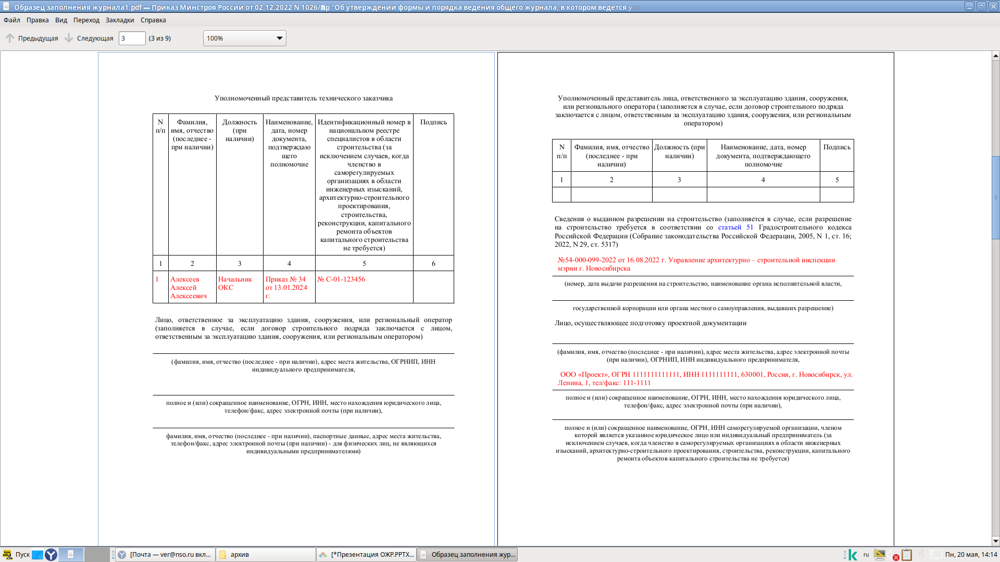 Образец заполнения журнала1.pdf — Приказ Минстроя России от 02.12.2022 N 1026/пр "Об утверждении формы и порядка ведения общего журнала, в котором ведется
Файл Правка Вид Переход Закладки Справка
Предыдущая Следующая 3 (3 из 9) 100%
Уполномоченный представитель технического заказчика
N п/п
Фамилия, имя, отчество (последнее - при наличии)
Должность (при наличии)
Наименование, дата, номер документа, подтверждаю щего полномочие
Идентификационный номер в национальном реестре специалистов в области строительства (за исключением случаев, когда членство в саморегулируемых организациях в области инженерных изысканий, архитектурно-строительного проектирования, строительства, реконструкции, капитального ремонта объектов капитального строительства не требуется)
Подпись
1 2 3 4 5 6
1
Алексеев Алексей Алексеевич
Начальник ОКС
Приказ № 34 от 13.01.2024 г.
№ С-01-123456
Лицо, ответственное за эксплуатацию здания, сооружения, или региональный оператор
(заполняется в случае, если договор строительного подряда заключается с лицом,
ответственным за эксплуатацию здания, сооружения, или региональным оператором)
(фамилия, имя, отчество (последнее - при наличии), адрес места жительства, ОГРНИП, ИНН
индивидуального предпринимателя,
полное и (или) сокращенное наименование, ОГРН, ИНН, место нахождения юридического лица,
телефон/факс, адрес электронной почты (при наличии),
фамилия, имя, отчество (последнее - при наличии), паспортные данные, адрес места жительства,
телефон/факс, адрес электронной почты (при наличии) - для физических лиц, не являющихся
индивидуальными предпринимателями)
Уполномоченный представитель лица, ответственного за эксплуатацию здания, сооружения,
или регионального оператора (заполняется в случае, если договор строительного подряда
заключается с лицом, ответственным за эксплуатацию здания, сооружения, или региональным
оператором)
N п/п
Фамилия, имя, отчество (последнее - при наличии)
Должность (при наличии)
Наименование, дата, номер документа, подтверждающего полномочие
Подпись
1 2 3 4 5
Сведения о выданном разрешении на строительство (заполняется в случае, если разрешение
на строительство требуется в соответствии со статьей 51 Градостроительного кодекса
Российской Федерации (Собрание законодательства Российской Федерации, 2005, N 1, ст. 16;
2022, N 29, ст. 5317)
№54-000-099-2022 от 16.08.2022 г. Управление архитектурно – строительной инспекции
мэрии г. Новосибирска
(номер, дата выдачи разрешения на строительство, наименование органа исполнительной власти,
государственной корпорации или органа местного самоуправления, выдавших разрешение)
Лицо, осуществляющее подготовку проектной документации
(фамилия, имя, отчество (последнее - при наличии), адрес места жительства, адрес электронной почты
(при наличии), ОГРНИП, ИНН индивидуального предпринимателя,
ООО «Проект», ОГРН 1111111111111, ИНН 1111111111, 630001, Россия, г. Новосибирск, ул.
Ленина, 1, тел/факс: 111-1111
полное и (или) сокращенное наименование, ОГРН, ИНН, место нахождения юридического лица,
телефон/факс, адрес электронной почты (при наличии),
полное и (или) сокращенное наименование, ОГРН, ИНН саморегулируемой организации, членом
которой является указанное юридическое лицо или индивидуальный предприниматель (за
исключением случаев, когда членство в саморегулируемых организациях в области инженерных
изысканий, архитектурно-строительного проектирования, строительства, реконструкции, капитального
ремонта объектов капитального строительства не требуется)
Пуск [Почта — ver@nso.ru вкл... архив [*Презентация ОЖР.PPTX... Образец заполнения жур... ru Пн, 20 мая, 14:14